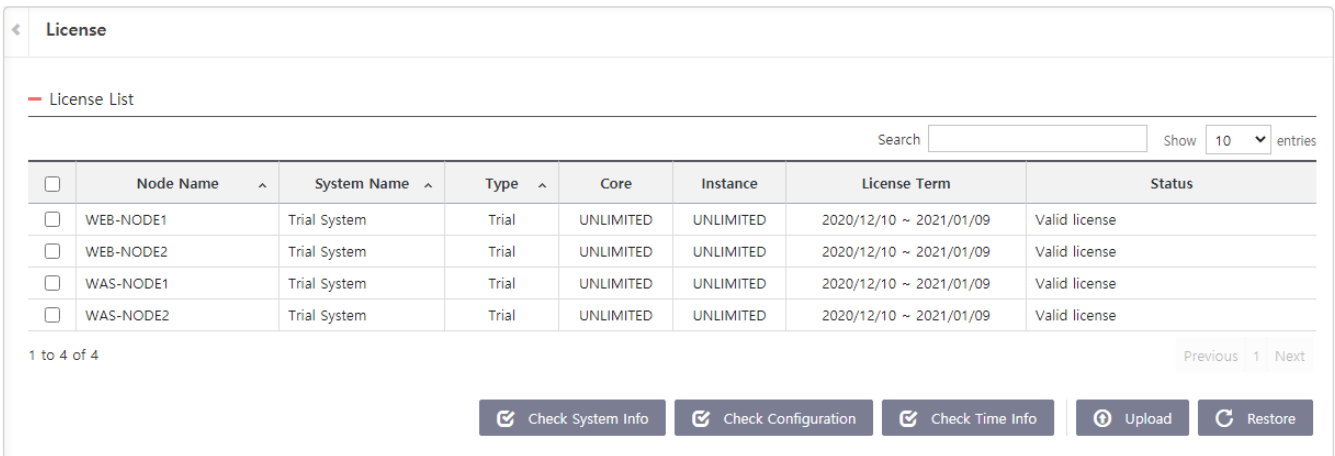 License
License List
Search Show 10 entries
Node Name System Name Type Core Instance License Term Status
WEB-NODE1 Trial System Trial UNLIMITED UNLIMITED 2020/12/10 ~ 2021/01/09 Valid license
WEB-NODE2 Trial System Trial UNLIMITED UNLIMITED 2020/12/10 ~ 2021/01/09 Valid license
WAS-NODE1 Trial System Trial UNLIMITED UNLIMITED 2020/12/10 ~ 2021/01/09 Valid license
WAS-NODE2 Trial System Trial UNLIMITED UNLIMITED 2020/12/10 ~ 2021/01/09 Valid license
1 to 4 of 4 Previous 1 Next
Check System Info Check Configuration Check Time Info Upload Restore